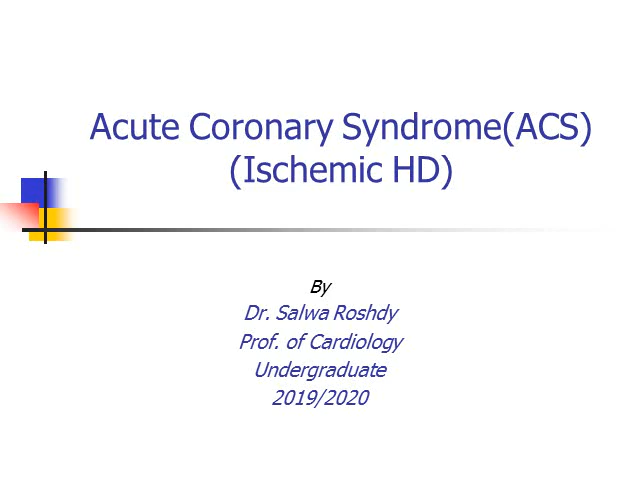 Acute Coronary Syndrome(ACS)
(Ischemic HD)
By
Dr. Salwa Roshdy
Prof. of Cardiology
Undergraduate
2019/2020